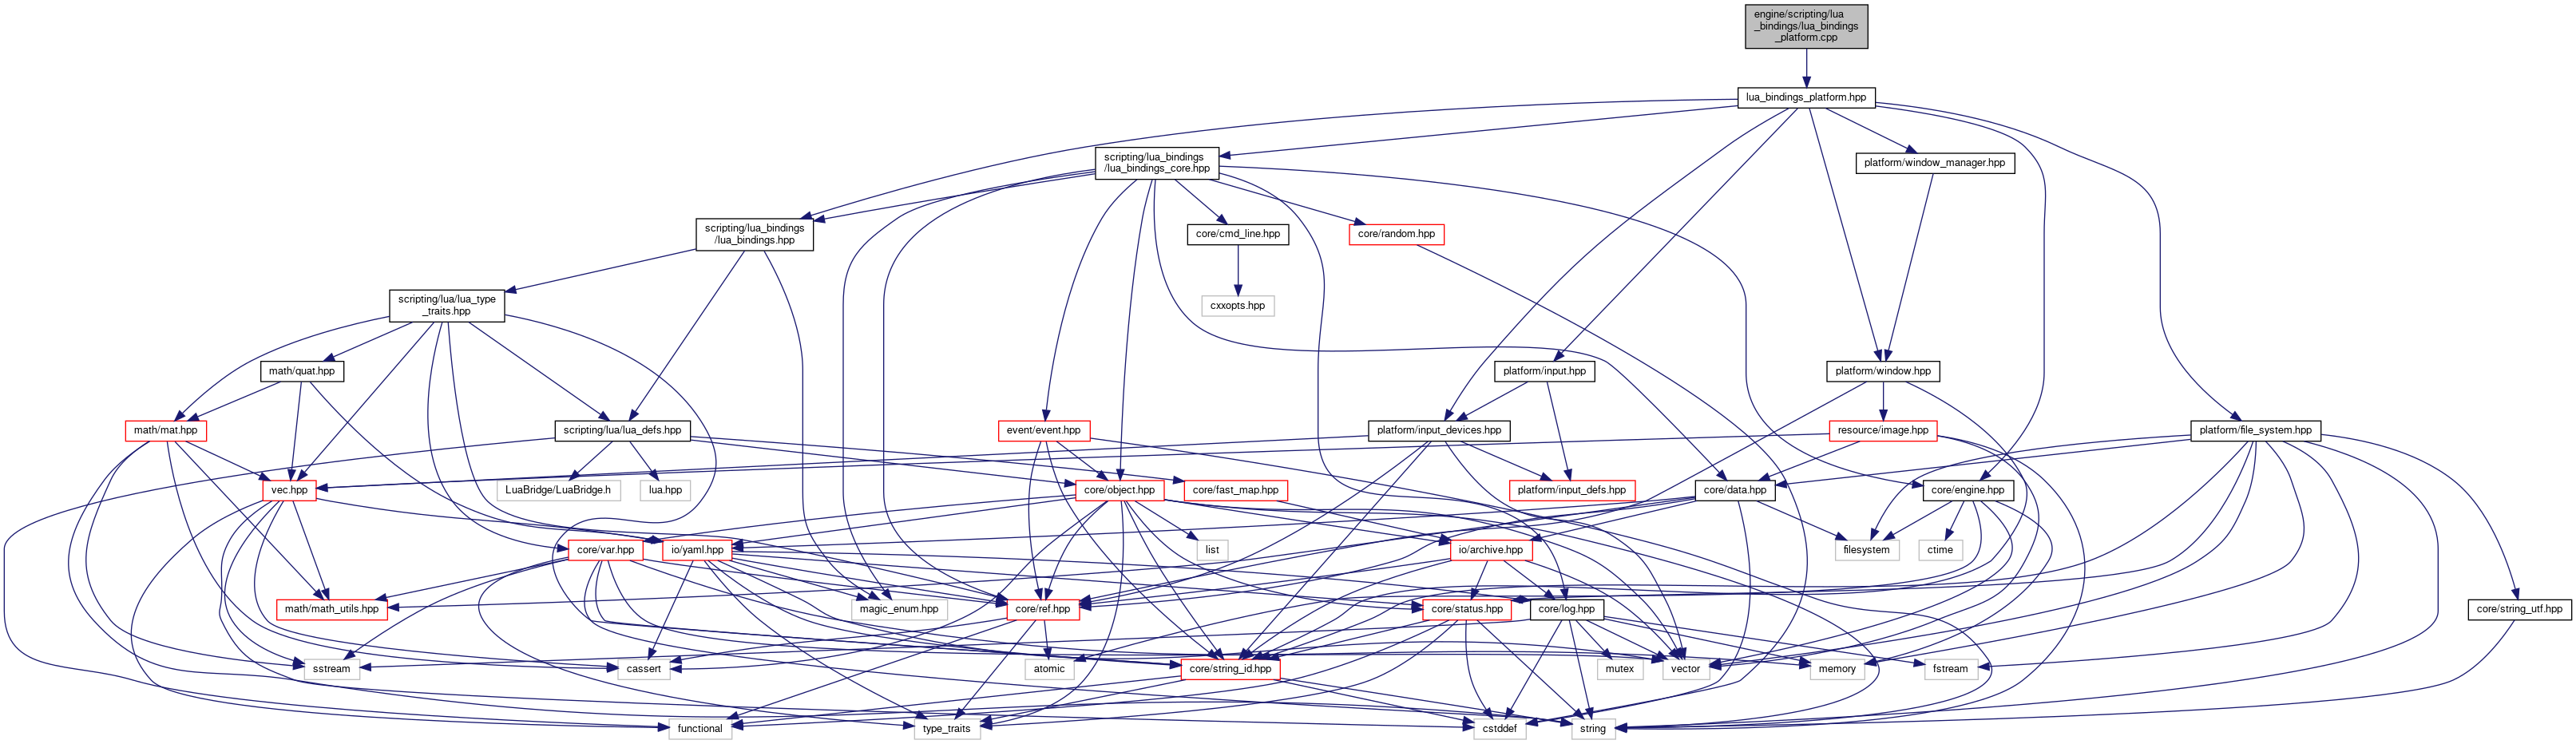 engine/scripting/lua
_bindings/lua_bindings
_platform.cpp
lua_bindings_platform.hpp
scripting/lua_bindings
/lua_bindings_core.hpp
platform/window_manager.hpp
scripting/lua_bindings
/lua_bindings.hpp
core/cmd_line.hpp
core/random.hpp
scripting/lua/lua_type
_traits.hpp
cxxopts.hpp
math/quat.hpp
platform/input.hpp
platform/window.hpp
math/mat.hpp
scripting/lua/lua_defs.hpp
event/event.hpp
platform/input_devices.hpp
resource/image.hpp
platform/file_system.hpp
vec.hpp
LuaBridge/LuaBridge.h
lua.hpp
core/object.hpp
core/fast_map.hpp
platform/input_defs.hpp
core/data.hpp
core/engine.hpp
core/var.hpp
io/yaml.hpp
list
io/archive.hpp
filesystem
ctime
math/math_utils.hpp
magic_enum.hpp
core/ref.hpp
core/status.hpp
core/log.hpp
core/string_utf.hpp
sstream
cassert
atomic
core/string_id.hpp
mutex
vector
memory
fstream
functional
type_traits
cstddef
string